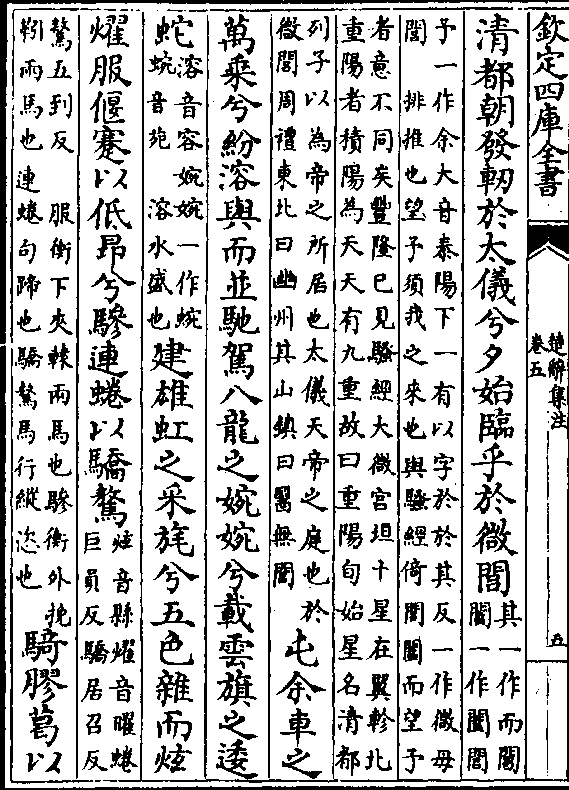 欽定四庫全書
楚辭集注
卷五
五
清都朝發軔於太儀兮夕始臨乎於微閭
其一作而閶
闔一作闔閶
予一作余大音泰陽下一有以字於於其反一作微毋
閭 排推也望予須我之來也與騷經倚閶闔而望予
者意不同矣豐隆已見騷經大微宮垣十星在翼軫北
重陽者積陽為天天有九重故曰重陽旬始星名清都
列子以為帝之所居也太儀天帝之庭也於
微閭周禮東北曰幽州其山鎮曰醫無閭
屯余車之
萬乘兮紛溶與而並馳駕八龍之婉婉兮載雲旗之逶
蛇
溶音容婉婉一作蜿
蜿音苑 溶水盛也
建雄虹之采旄兮五色雜而炫
燿服偃蹇以低昂兮驂連蜷以驕驁
炫音縣燿音曜蜷
巨員反驕居召反
驁五到反 服衡下夾轅兩馬也驂衡外挽
靷兩馬也連蜷句蹄也驕驁馬行縱恣也
騎膠葛以